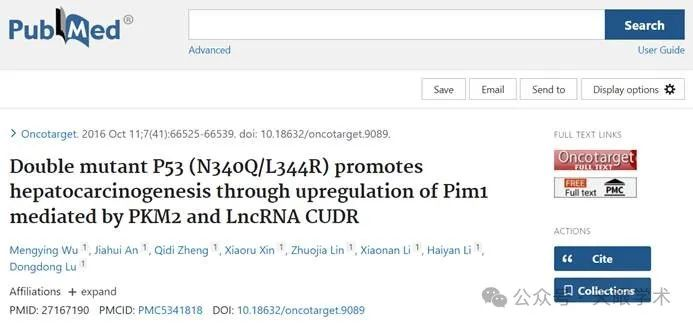 PubMed®
Search
Advanced
User Guide
Save
Email
Send to
Display options
Oncotarget. 2016 Oct 11;7(41):66525-66539. doi: 10.18632/oncotarget.9089.
Double mutant P53 (N340Q/L344R) promotes
hepatocarcinogenesis through upregulation of Pim1
mediated by PKM2 and LncRNA CUDR
Mengying Wu 1, Jiahui An 1, Qidi Zheng 1, Xiaoru Xin 1, Zhuojia Lin 1, Xiaonan Li 1, Haiyan Li 1,
Dongdong Lu 1
Affiliations + expand
PMID: 27167190 PMCID: PMC5341818 DOI: 10.18632/oncotarget.9089
FULL TEXT LINKS
Oncotarget
FULL TEXT
FREE
Full text
PMC
ACTIONS
Cite
Collections
公众号
学术